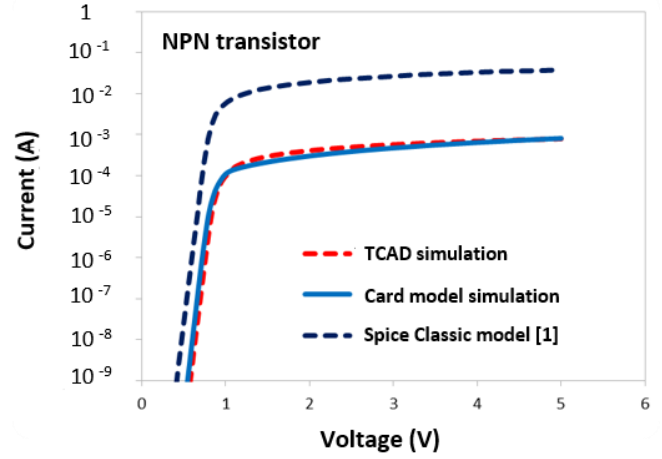 NPN transistor
1
10⁻¹
10⁻²
10⁻³
10⁻⁴
10⁻⁵
10⁻⁶
10⁻⁷
10⁻⁸
10⁻⁹
Current (A)
TCAD simulation
Card model simulation
Spice Classic model [1]
0 1 2 3 4 5 6
Voltage (V)